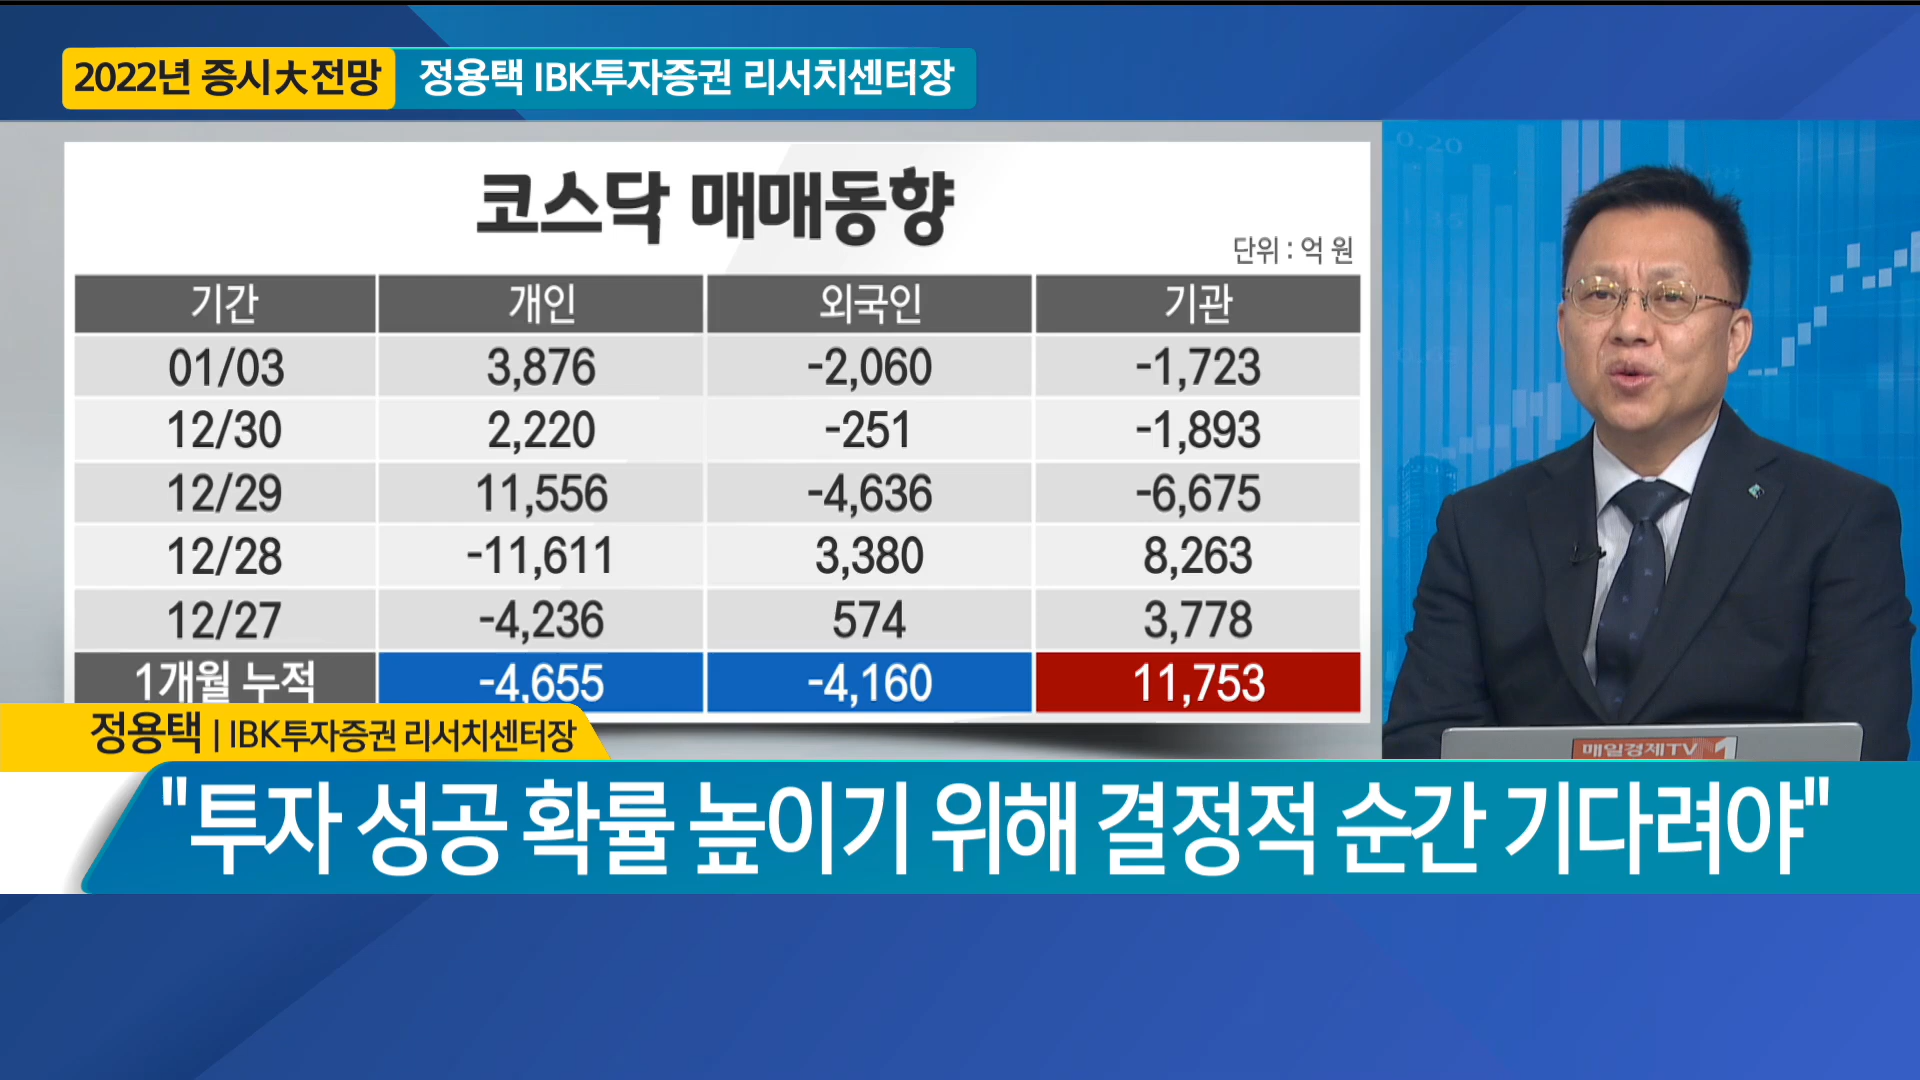 2022년 증시大전망 정용택 IBK투자증권 리서치센터장
코스닥 매매동향
단위 : 억 원
기간 개인 외국인 기관
01/03 3,876 -2,060 -1,723
12/30 2,220 -251 -1,893
12/29 11,556 -4,636 -6,675
12/28 -11,611 3,380 8,263
12/27 -4,236 574 3,778
1개월 누적 -4,655 -4,160 11,753
0.20
매일경제TV 1
정용택 | IBK투자증권 리서치센터장
"투자 성공 확률 높이기 위해 결정적 순간 기다려야"